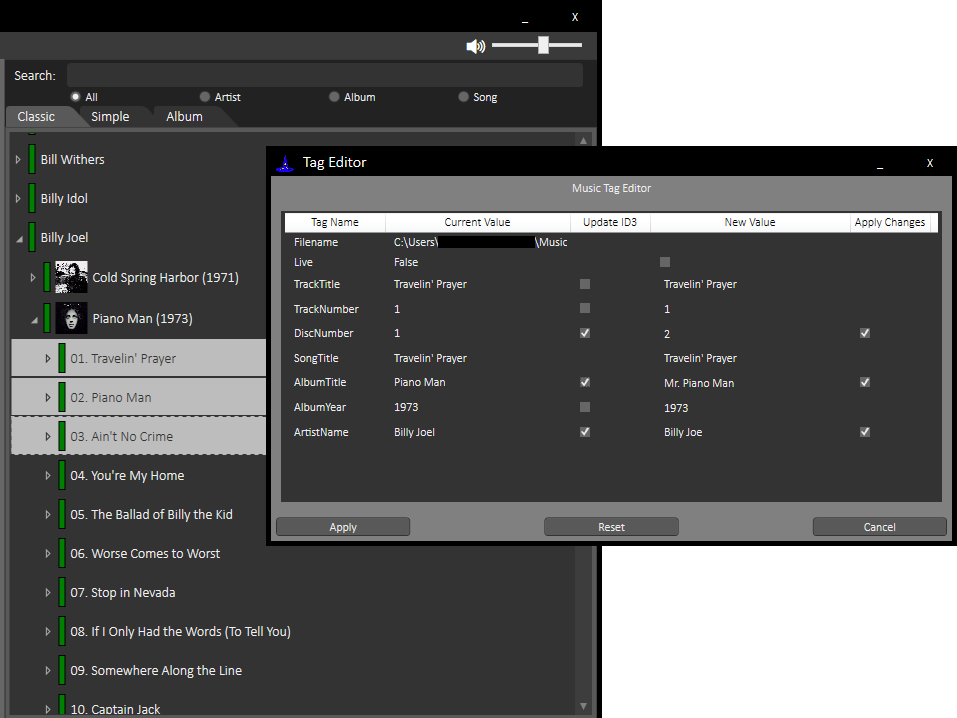 _ X
Search:
All Artist Album Song
Classic Simple Album
Bill Withers
Billy Idol
Billy Joel
Cold Spring Harbor (1971)
Piano Man (1973)
01. Travelin' Prayer
02. Piano Man
03. Ain't No Crime
04. You're My Home
05. The Ballad of Billy the Kid
06. Worse Comes to Worst
07. Stop in Nevada
08. If I Only Had the Words (To Tell You)
09. Somewhere Along the Line
10. Captain Jack
Tag Editor _ X
Music Tag Editor
Tag Name Current Value Update ID3 New Value Apply Changes
Filename C:\Users\ \Music
Live False
TrackTitle Travelin' Prayer Travelin' Prayer
TrackNumber 1 1
DiscNumber 1 2
SongTitle Travelin' Prayer Travelin' Prayer
AlbumTitle Piano Man Mr. Piano Man
AlbumYear 1973 1973
ArtistName Billy Joel Billy Joe
Apply Reset Cancel